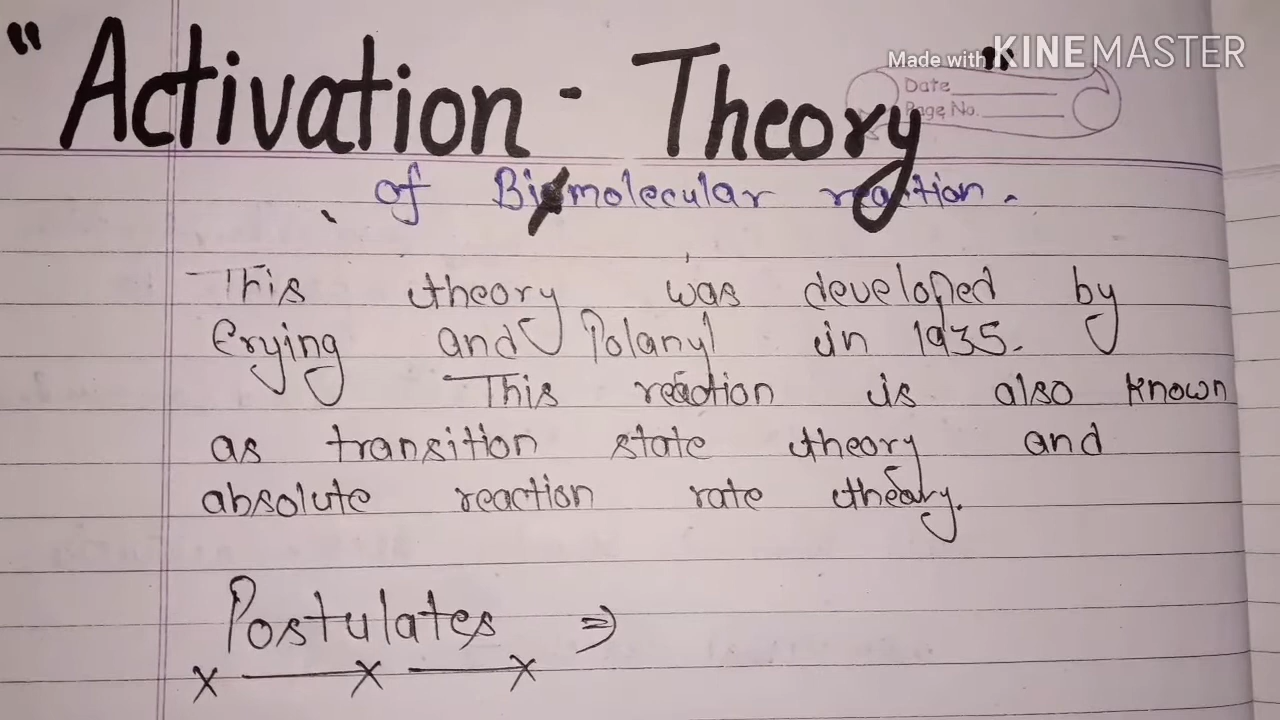 Made with KINEMASTER
Date
Page No.
"Activation - Theory"
of Bimolecular reaction.
This theory was developed by
Erying and Polanyl in 1935.
This reaction is also known
as transition state theory and
absolute reaction rate theory.
Postulates ⇒
x — x — x